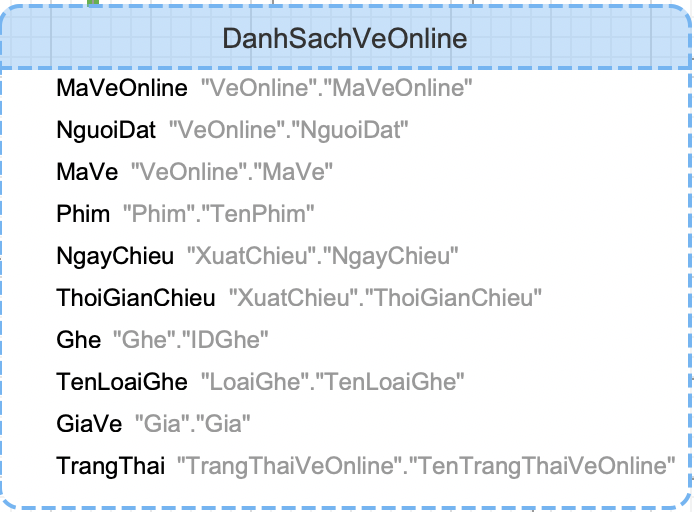 DanhSachVeOnline
MaVeOnline "VeOnline"."MaVeOnline"
NguoiDat "VeOnline"."NguoiDat"
MaVe "VeOnline"."MaVe"
Phim "Phim"."TenPhim"
NgayChieu "XuatChieu"."NgayChieu"
ThoiGianChieu "XuatChieu"."ThoiGianChieu"
Ghe "Ghe"."IDGhe"
TenLoaiGhe "LoaiGhe"."TenLoaiGhe"
GiaVe "Gia"."Gia"
TrangThai "TrangThaiVeOnline"."TenTrangThaiVeOnline"